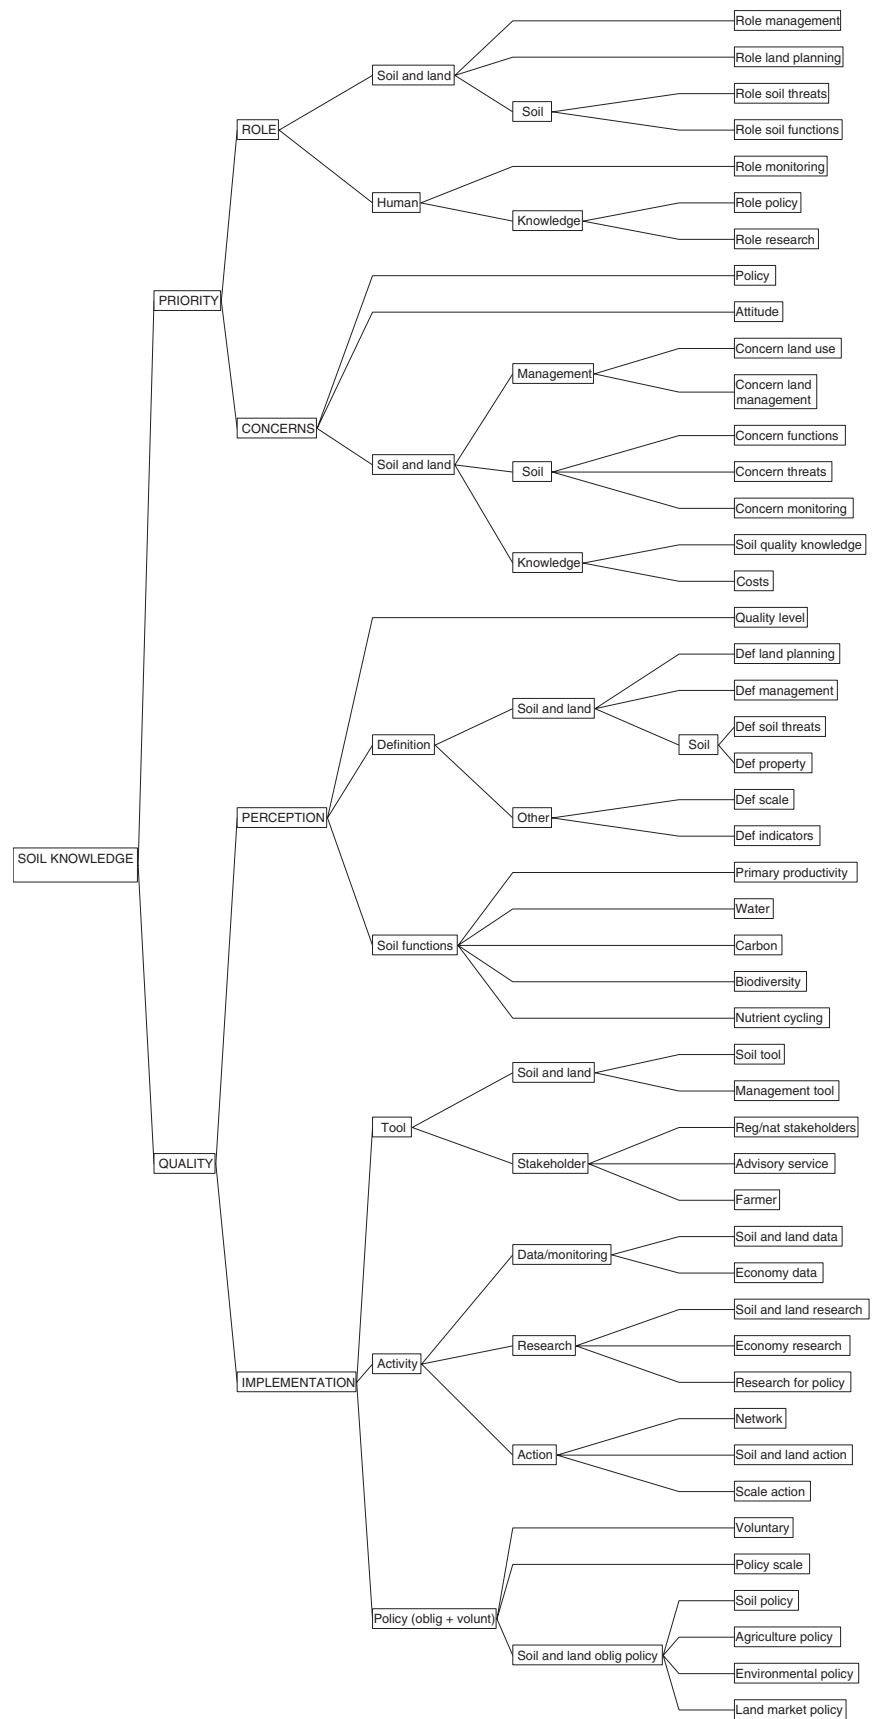 Role management
Role land planning
Soil and land
Role soil threats
Soil
Role soil functions
ROLE
Role monitoring
Human
Role policy
Knowledge
Role research
Policy
PRIORITY
Attitude
Concern land use
Management
Concern land
management
CONCERNS
Concern functions
Soil and land
Soil
Concern threats
Concern monitoring
Soil quality knowledge
Knowledge
Costs
Quality level
Def land planning
Def management
Soil and land
Def soil threats
Definition
Soil
Def property
Def scale
PERCEPTION
Other
Def indicators
SOIL KNOWLEDGE
Primary productivity
Water
Soil functions
Carbon
Biodiversity
Nutrient cycling
Soil tool
Soil and land
Management tool
Tool
Reg/nat stakeholders
QUALITY
Stakeholder
Advisory service
Farmer
Soil and land data
Data/monitoring
Economy data
Soil and land research
Research
Economy research
Activity
IMPLEMENTATION
Research for policy
Network
Action
Soil and land action
Scale action
Voluntary
Policy scale
Soil policy
Policy (oblig + volunt)
Agriculture policy
Soil and land oblig policy
Environmental policy
Land market policy